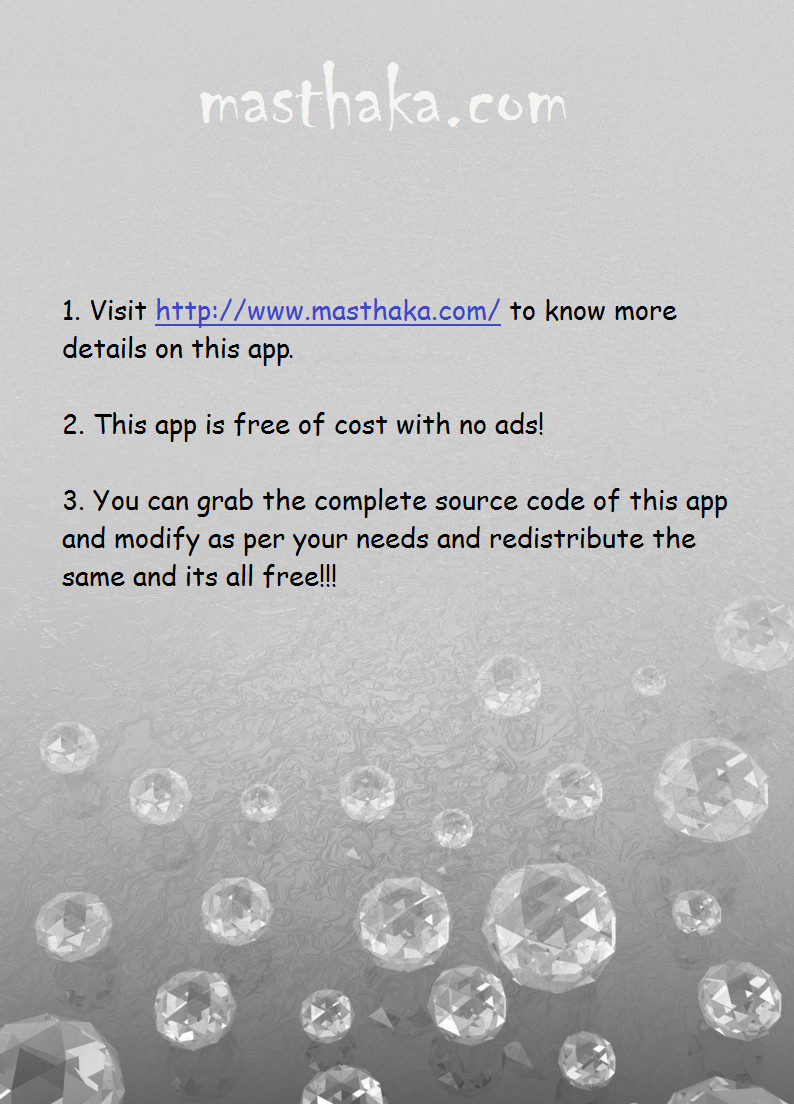 masthaka.com
1. Visit http://www.masthaka.com/ to know more
details on this app.
2. This app is free of cost with no ads!
3. You can grab the complete source code of this app
and modify as per your needs and redistribute the
same and its all free!!!